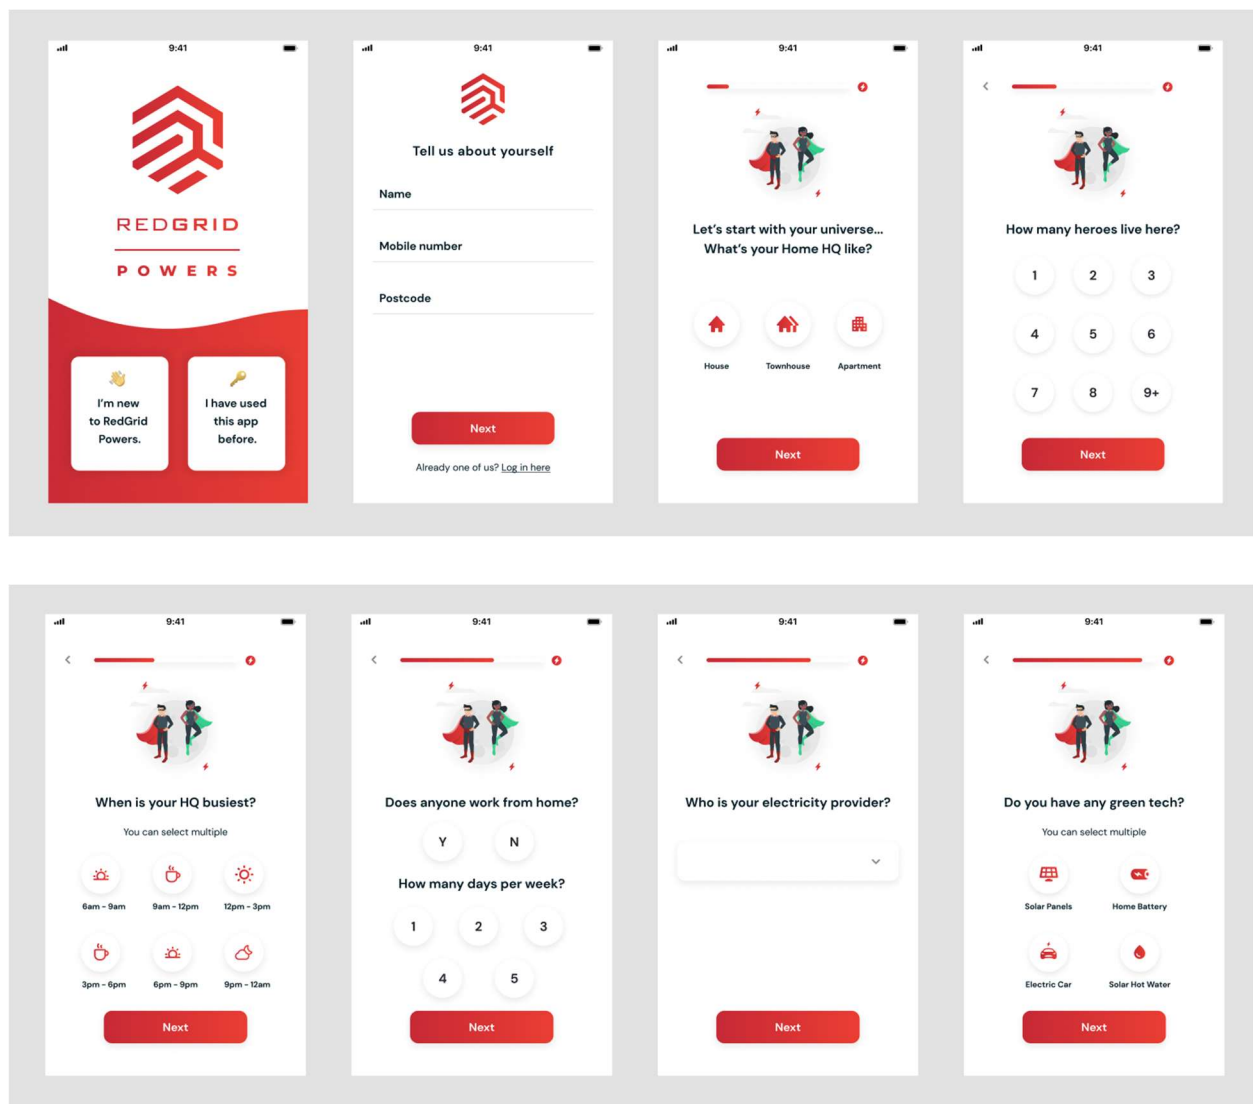 9:41
REDGRID
POWERS
I'm new
to RedGrid
Powers.
I have used
this app
before.
9:41
Tell us about yourself
Name
Mobile number
Postcode
Next
Already one of us? Log in here
9:41
Let's start with your universe...
What's your Home HQ like?
House
Townhouse
Apartment
Next
9:41
How many heroes live here?
1 2 3
4 5 6
7 8 9+
Next
9:41
When is your HQ busiest?
You can select multiple
6am - 9am
9am - 12pm
12pm - 3pm
3pm - 6pm
6pm - 9pm
9pm - 12am
Next
9:41
Does anyone work from home?
Y N
How many days per week?
1 2 3
4 5
Next
9:41
Who is your electricity provider?
Next
9:41
Do you have any green tech?
You can select multiple
Solar Panels
Home Battery
Electric Car
Solar Hot Water
Next